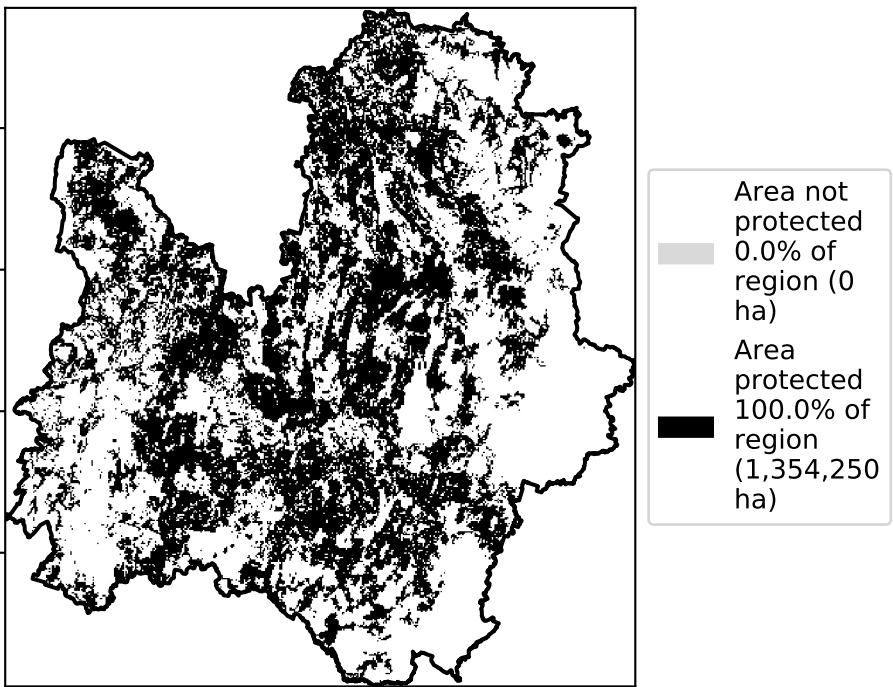 Area not
protected
0.0% of
region (0
ha)
Area
protected
100.0% of
region
(1,354,250
ha)